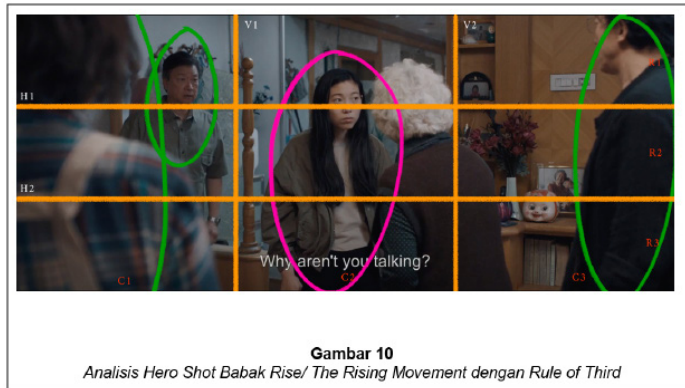 V1
V2
R1
H1
R2
H2
R3
Why aren't you talking?
C1
C2
C3
Gambar 10
Analisis Hero Shot Babak Rise/ The Rising Movement dengan Rule of Third